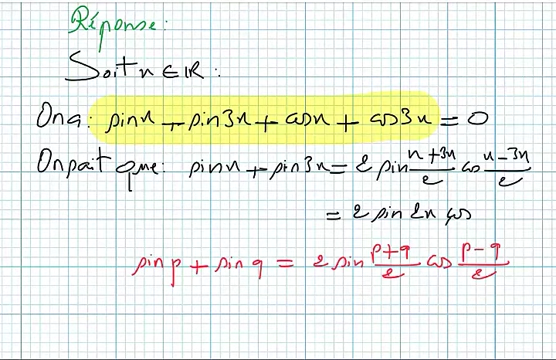 Réponse:
Soit x ∈ ℝ:
On a: sin x + sin 3x + cos x + cos 3x = 0
On sait que: sin x + sin 3x = 2 sin (x + 3x)/2 cos (x - 3x)/2
= 2 sin 2x cos
sin p + sin q = 2 sin (p + q)/2 cos (p - q)/2